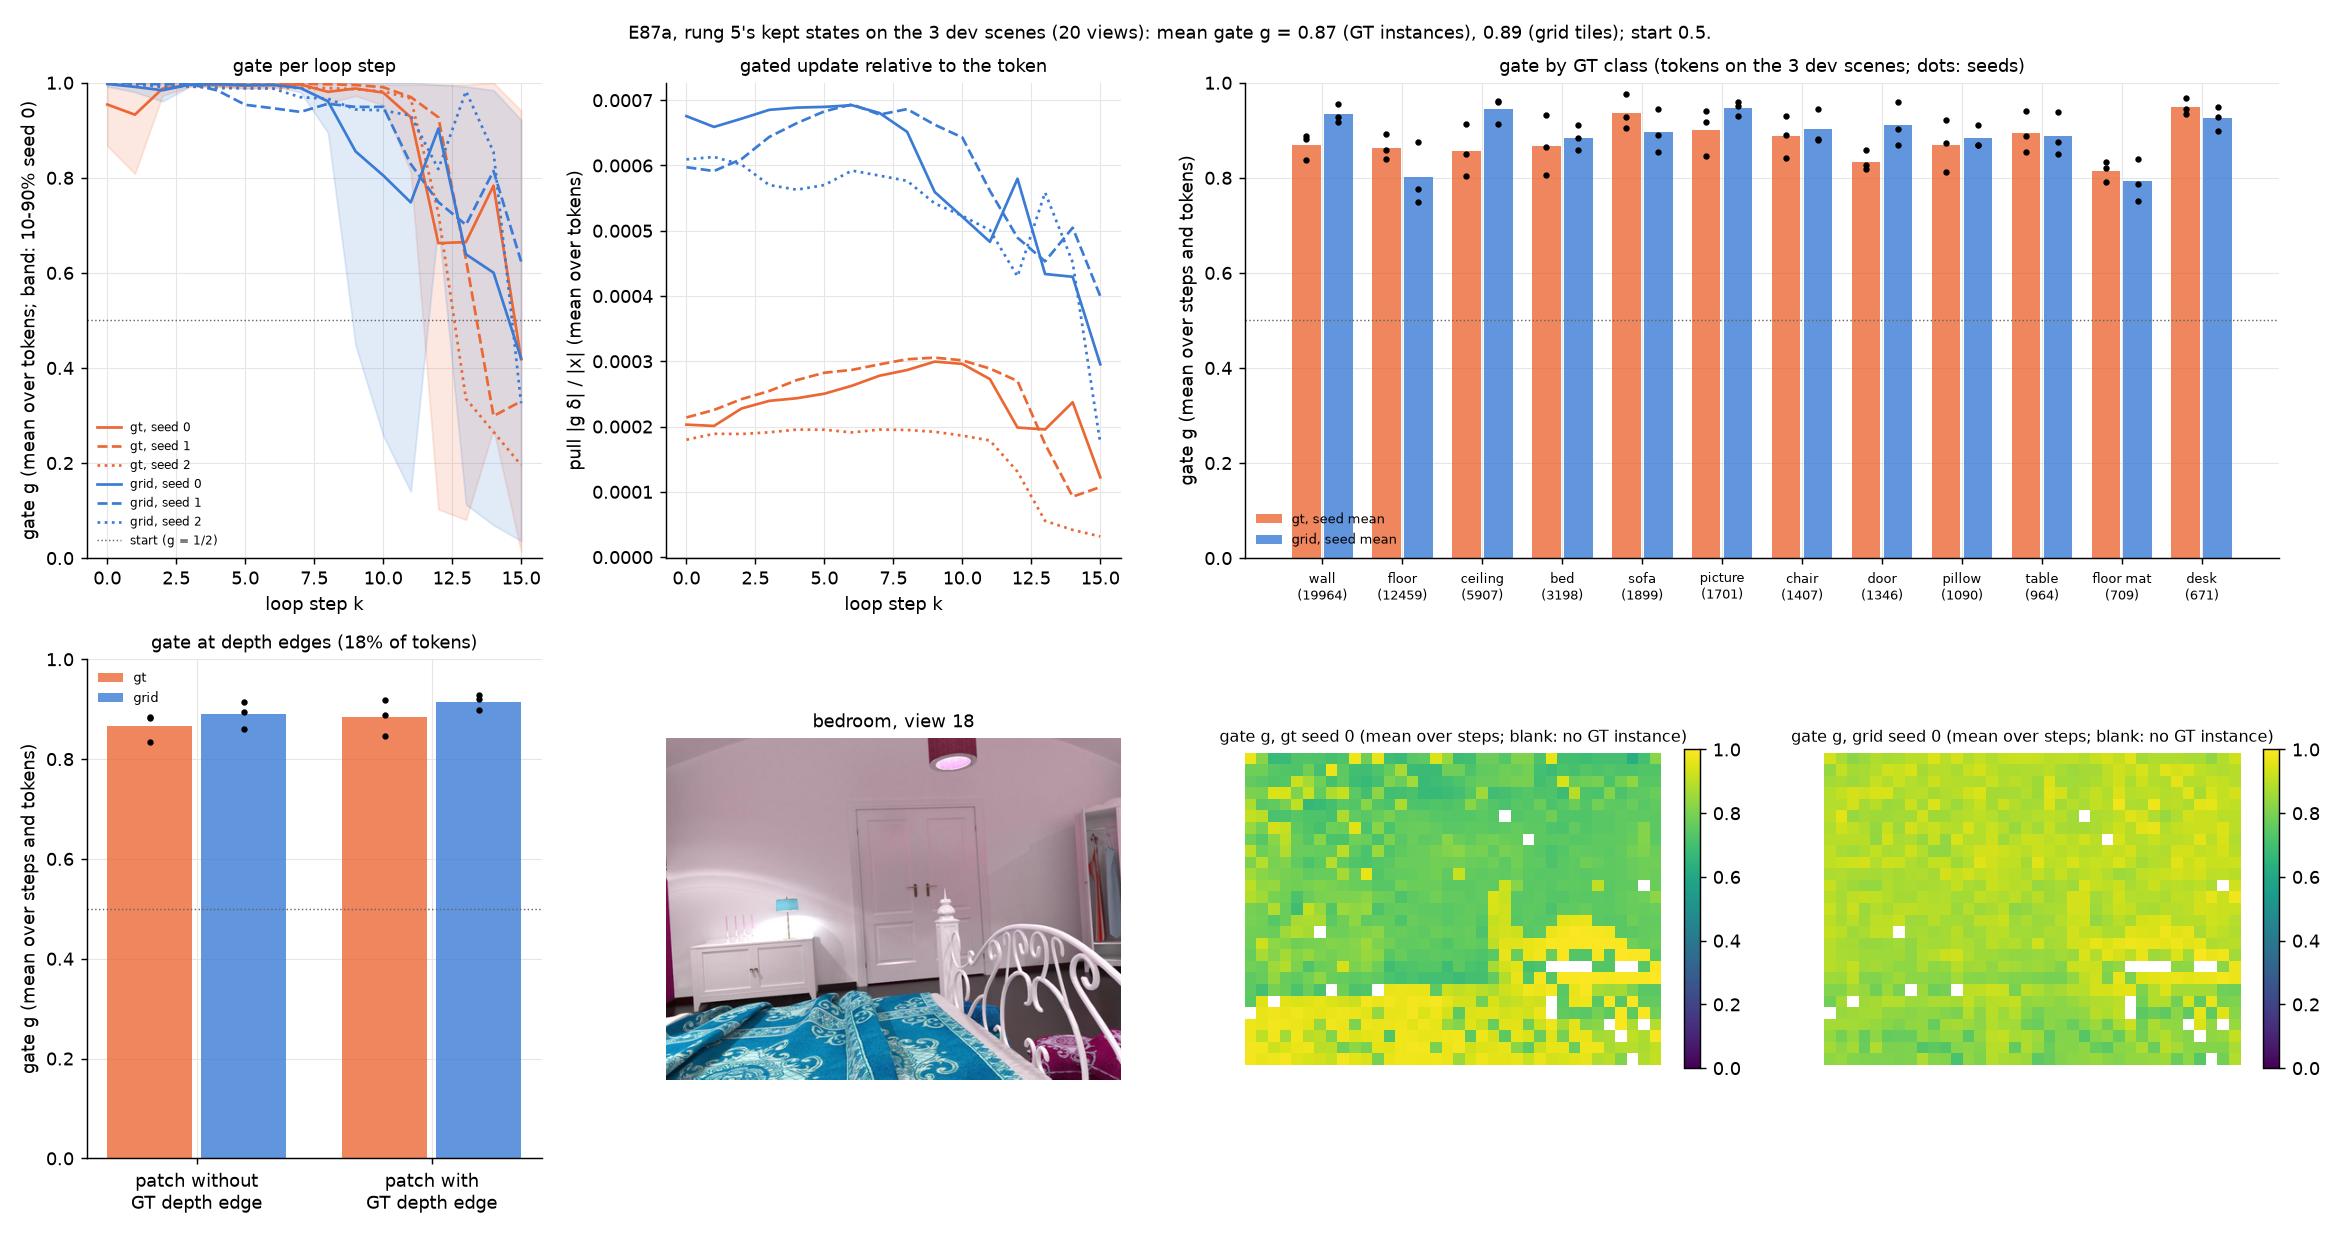 E87a, rung 5's kept states on the 3 dev scenes (20 views): mean gate g = 0.87 (GT instances), 0.89 (grid tiles); start 0.5.
gate per loop step
gate g (mean over tokens; band: 10-90% seed 0)
1.0
0.8
0.6
0.4
0.2
0.0
gt, seed 0
gt, seed 1
gt, seed 2
grid, seed 0
grid, seed 1
grid, seed 2
start (g = 1/2)
0.0 2.5 5.0 7.5 10.0 12.5 15.0
loop step k
gated update relative to the token
pull |g δ| / |x| (mean over tokens)
0.0007
0.0006
0.0005
0.0004
0.0003
0.0002
0.0001
0.0000
0.0 2.5 5.0 7.5 10.0 12.5 15.0
loop step k
gate by GT class (tokens on the 3 dev scenes; dots: seeds)
gate g (mean over steps and tokens)
1.0
0.8
0.6
0.4
0.2
0.0
gt, seed mean
grid, seed mean
wall floor ceiling bed sofa picture chair door pillow table floor mat desk
(19964) (12459) (5907) (3198) (1899) (1701) (1407) (1346) (1090) (964) (709) (671)
gate at depth edges (18% of tokens)
gate g (mean over steps and tokens)
1.0
0.8
0.6
0.4
0.2
0.0
gt
grid
patch without
GT depth edge
patch with
GT depth edge
bedroom, view 18
gate g, gt seed 0 (mean over steps; blank: no GT instance)
1.0
0.8
0.6
0.4
0.2
0.0
gate g, grid seed 0 (mean over steps; blank: no GT instance)
1.0
0.8
0.6
0.4
0.2
0.0